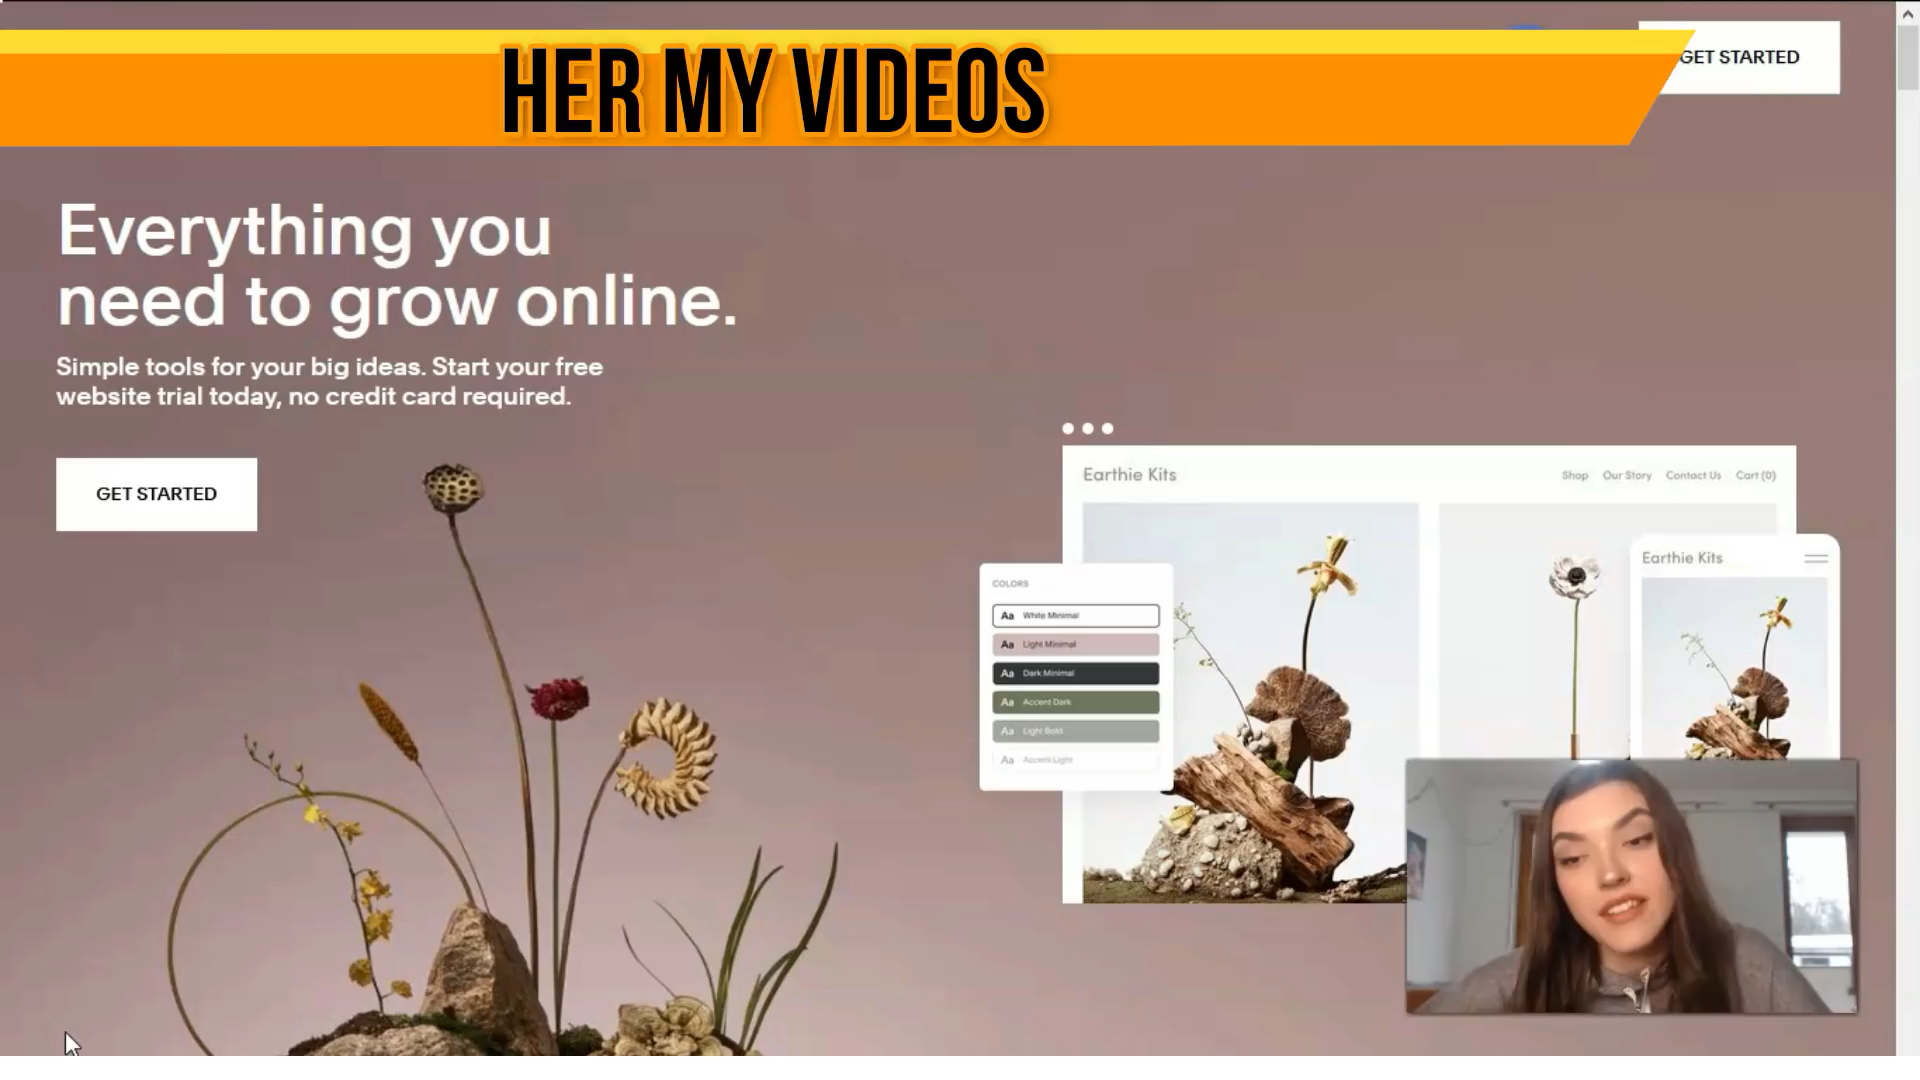 HER MY VIDEOS
GET STARTED
Everything you
need to grow online.
Simple tools for your big ideas. Start your free
website trial today, no credit card required.
GET STARTED
Earthie Kits
Shop Our Story Contact Us Cart (0)
Earthie Kits
COLORS
Aa White Minimal
Aa Light Minimal
Aa Dark Minimal
Aa Accent Dark
Aa Light Bold
Aa Accent Light